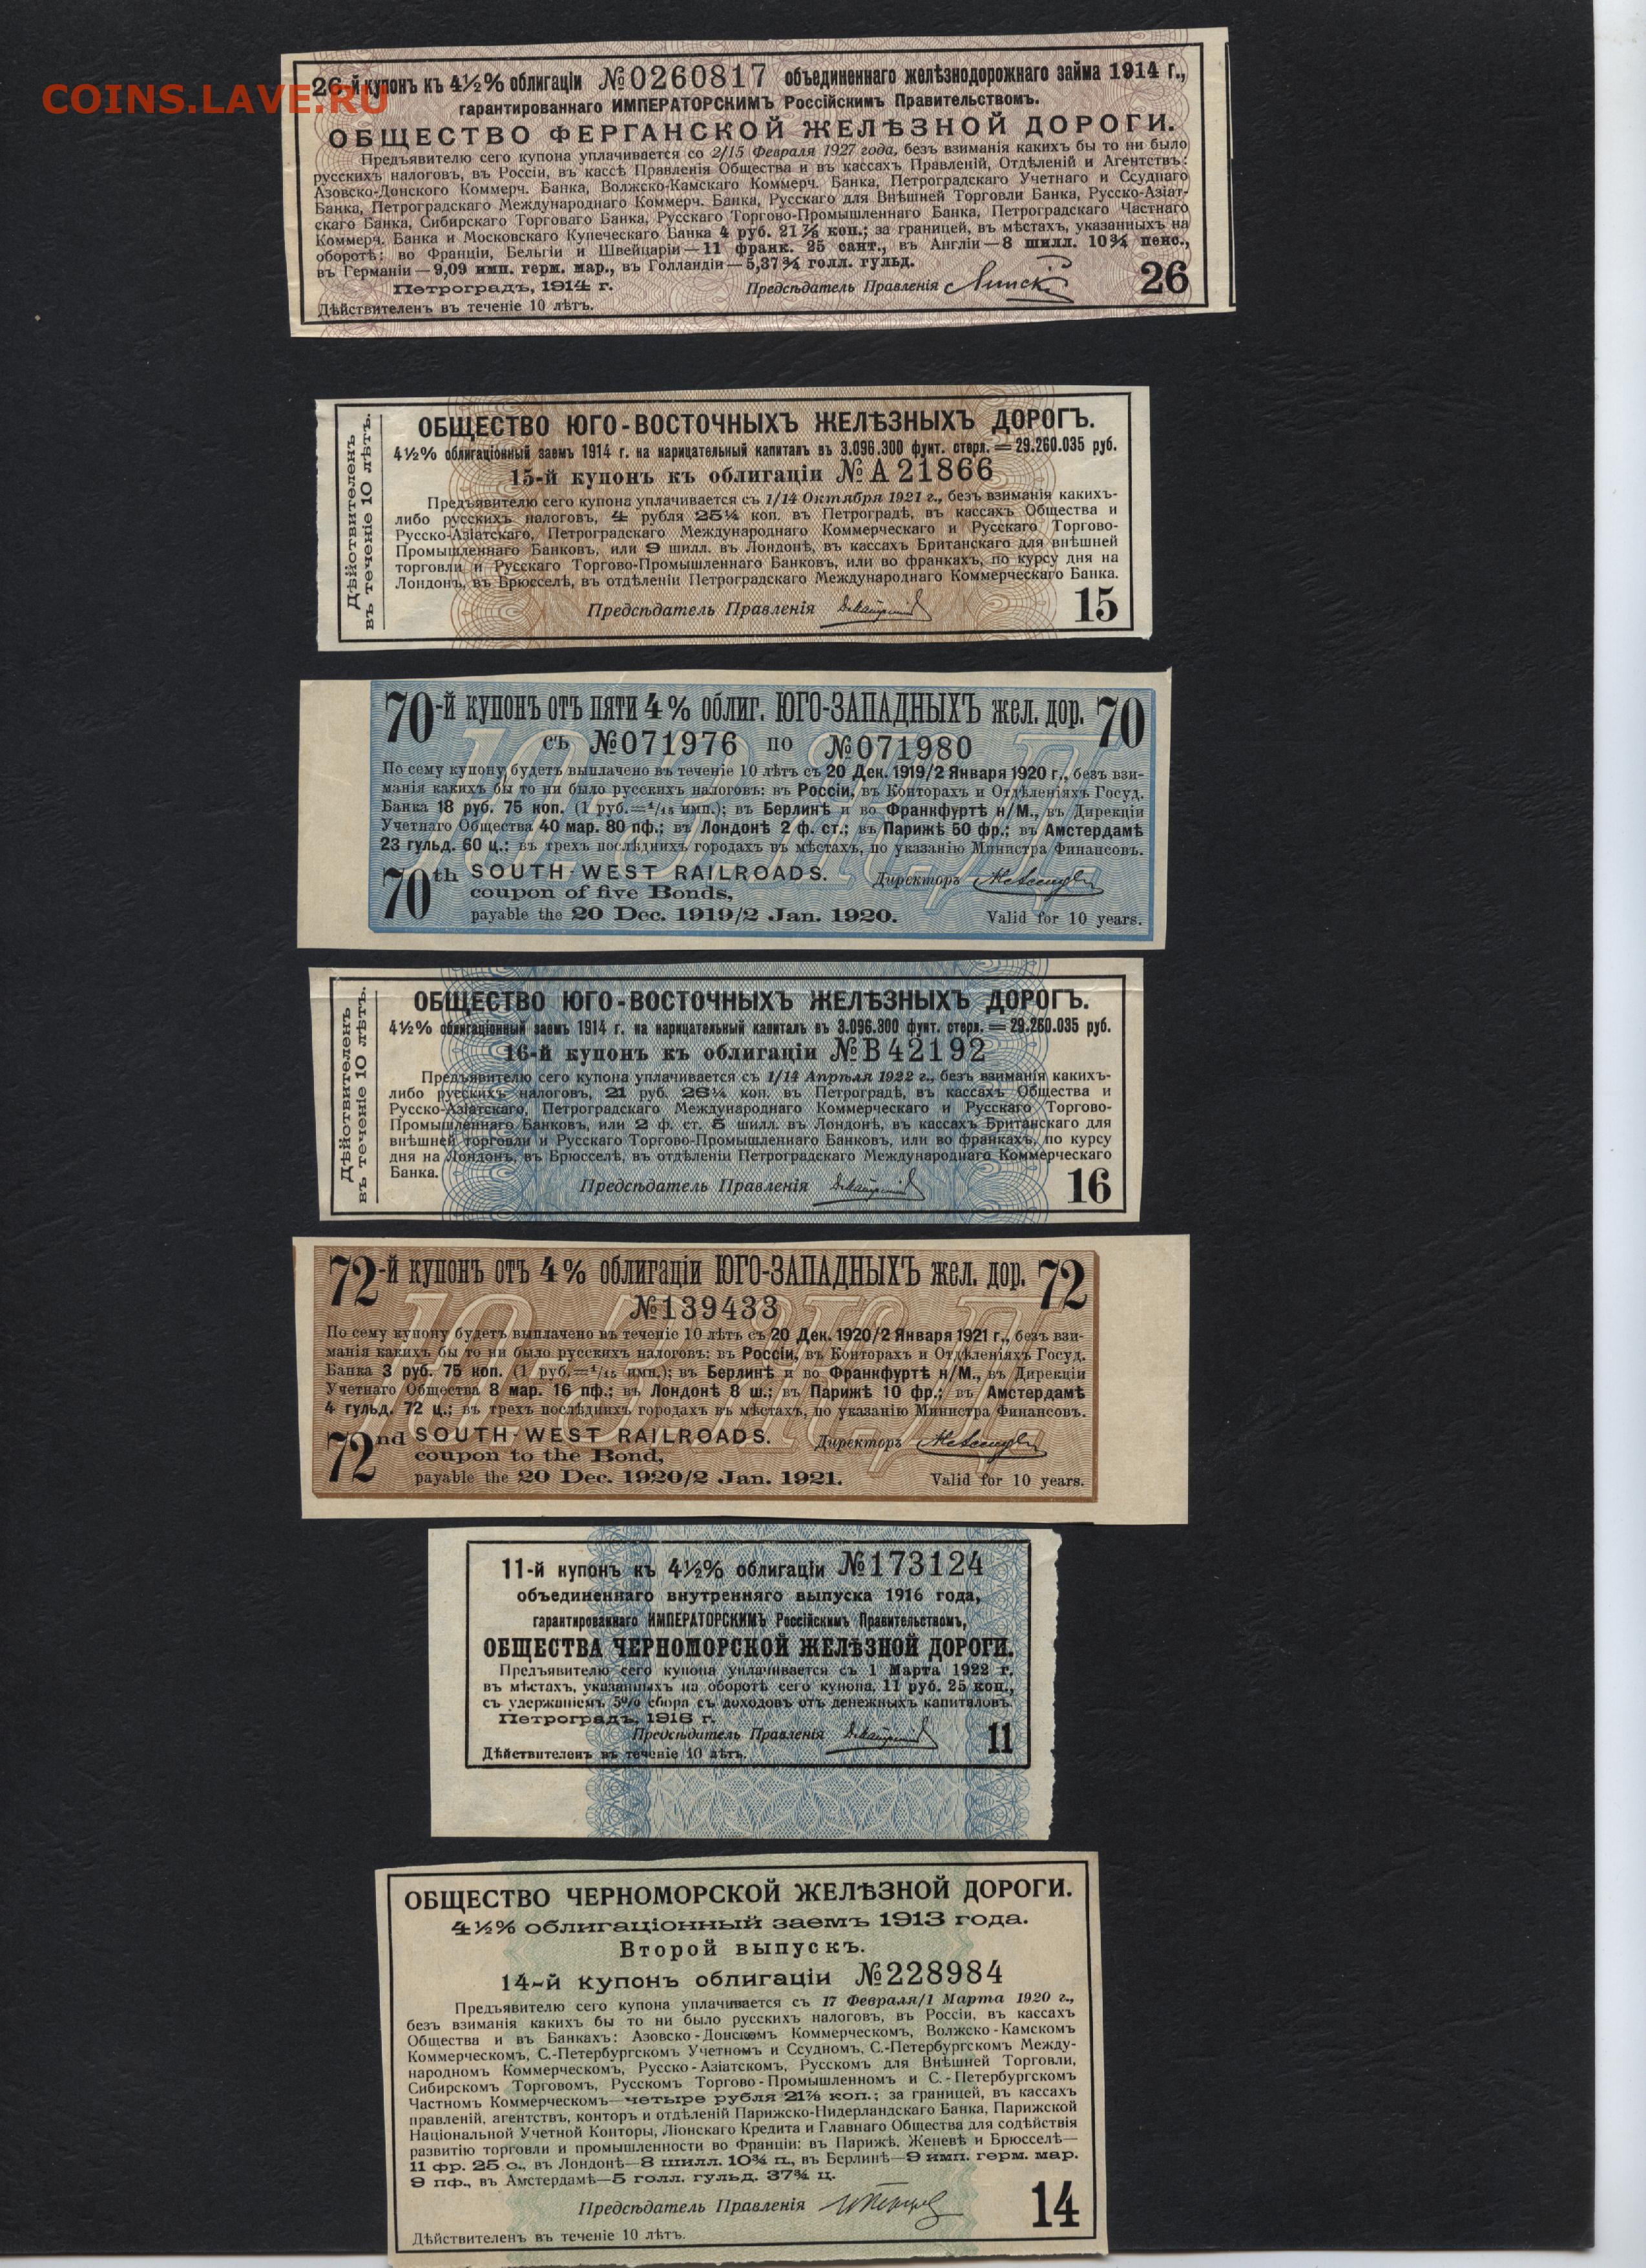 COINS.LAVE.RU
26-й купонъ къ 4½% облигаціи №0260817 объединеннаго желѣзнодорожнаго займа 1914 г.,
гарантированнаго ИМПЕРАТОРСКИМЪ Россійскимъ Правительствомъ.
ОБЩЕСТВО ФЕРГАНСКОЙ ЖЕЛѢЗНОЙ ДОРОГИ.
Предъявителю сего купона уплачивается со 2/15 Февраля 1927 года, безъ взиманія какихъ бы то ни было
русскихъ налоговъ, въ Россіи, въ кассѣ Правленія Общества и въ кассахъ Правленій, Отдѣленій и Агентствъ:
Азовско-Донского Коммерч. Банка, Волжско-Камскаго Коммерч. Банка, Петроградскаго Учетнаго и Ссуднаго
Банка, Петроградскаго Международнаго Коммерч. Банка, Русскаго для Внѣшней Торговли Банка, Русско-Азіат-
скаго Банка, Сибирскаго Торговаго Банка, Русскаго Торгово-Промышленнаго Банка, Петроградскаго Частнаго
Коммерч. Банка и Московскаго Купеческаго Банка 4 руб. 21⅞ коп.; за границей, въ мѣстахъ, указанныхъ на
оборотѣ: во Франціи, Бельгіи и Швейцаріи—11 франк. 25 сант., въ Англіи—8 шилл. 10¾ пенс.,
въ Германіи—9,09 имп. герм. мар., въ Голландіи—5,37¾ голл. гульд.
Петроградъ, 1914 г. Предсѣдатель Правленія 26
Дѣйствителенъ въ теченіе 10 лѣтъ.
Дѣйствителенъ
въ теченіе 10 лѣтъ.
ОБЩЕСТВО ЮГО-ВОСТОЧНЫХЪ ЖЕЛѢЗНЫХЪ ДОРОГЪ.
4½% облигаціонный заемъ 1914 г. на нарицательный капиталъ въ 3.096.300 фунт. стерл.=29.260.035 руб.
15-й купонъ къ облигаціи №А21866
Предъявителю сего купона уплачивается съ 1/14 Октября 1921 г., безъ взиманія какихъ-
либо русскихъ налоговъ, 4 рубля 25¼ коп. въ Петроградѣ, въ кассахъ Общества и
Русско-Азіатскаго, Петроградскаго Международнаго Коммерческаго и Русскаго Торгово-
Промышленнаго Банковъ, или 9 шилл. въ Лондонѣ, въ кассахъ Британскаго для внѣшней
торговли и Русскаго Торгово-Промышленнаго Банковъ, или во франкахъ, по курсу дня на
Лондонъ, въ Брюсселѣ, въ отдѣленіи Петроградскаго Международнаго Коммерческаго Банка.
Предсѣдатель Правленія 15
70-й купонъ отъ пяти 4% облиг. ЮГО-ЗАПАДНЫХЪ жел. дор. 70
съ №071976 по №071980
По сему купону будетъ выплачено въ теченіе 10 лѣтъ съ 20 Дек. 1919/2 Января 1920 г., безъ взи-
манія какихъ бы то ни было русскихъ налоговъ: въ Россіи, въ Конторахъ и Отдѣленіяхъ Госуд.
Банка 18 руб. 75 коп. (1 руб.=¹/₁₅ имп.); въ Берлинѣ и во Франкфуртѣ н/М., въ Дирекціи
Учетнаго Общества 40 мар. 80 пф.; въ Лондонѣ 2 ф. ст.; въ Парижѣ 50 фр.; въ Амстердамѣ
23 гульд. 60 ц.; въ трехъ послѣднихъ городахъ въ мѣстахъ, по указанію Министра Финансовъ.
70th SOUTH-WEST RAILROADS. Директоръ
coupon of five Bonds,
payable the 20 Dec. 1919/2 Jan. 1920. Valid for 10 years.
Дѣйствителенъ
въ теченіе 10 лѣтъ.
ОБЩЕСТВО ЮГО-ВОСТОЧНЫХЪ ЖЕЛѢЗНЫХЪ ДОРОГЪ.
4½% облигаціонный заемъ 1914 г. на нарицательный капиталъ въ 3.096.300 фунт. стерл.=29.260.035 руб.
16-й купонъ къ облигаціи №В42192
Предъявителю сего купона уплачивается съ 1/14 Апрѣля 1922 г., безъ взиманія какихъ-
либо русскихъ налоговъ, 21 руб. 26¼ коп. въ Петроградѣ, въ кассахъ Общества и
Русско-Азіатскаго, Петроградскаго Международнаго Коммерческаго и Русскаго Торгово-
Промышленнаго Банковъ, или 2 ф. ст. 5 шилл. въ Лондонѣ, въ кассахъ Британскаго для
внѣшней торговли и Русскаго Торгово-Промышленнаго Банковъ, или во франкахъ, по курсу
дня на Лондонъ, въ Брюсселѣ, въ отдѣленіи Петроградскаго Международнаго Коммерческаго
Банка.
Предсѣдатель Правленія 16
72-й купонъ отъ 4% облигаціи ЮГО-ЗАПАДНЫХЪ жел. дор. 72
№139433
По сему купону будетъ выплачено въ теченіе 10 лѣтъ съ 20 Дек. 1920/2 Января 1921 г., безъ взи-
манія какихъ бы то ни было русскихъ налоговъ: въ Россіи, въ Конторахъ и Отдѣленіяхъ Госуд.
Банка 3 руб. 75 коп. (1 руб.=¹/₁₅ имп.); въ Берлинѣ и во Франкфуртѣ н/М., въ Дирекціи
Учетнаго Общества 8 мар. 16 пф.; въ Лондонѣ 8 ш.; въ Парижѣ 10 фр.; въ Амстердамѣ
4 гульд. 72 ц.; въ трехъ послѣднихъ городахъ въ мѣстахъ, по указанію Министра Финансовъ.
72nd SOUTH-WEST RAILROADS. Директоръ
coupon to the Bond,
payable the 20 Dec. 1920/2 Jan. 1921. Valid for 10 years.
11-й купонъ къ 4½% облигаціи №173124
объединеннаго внутренняго выпуска 1916 года,
гарантированнаго ИМПЕРАТОРСКИМЪ Россійскимъ Правительствомъ,
ОБЩЕСТВА ЧЕРНОМОРСКОЙ ЖЕЛѢЗНОЙ ДОРОГИ.
Предъявителю сего купона уплачивается съ 1 Марта 1922 г.
въ мѣстахъ, указанныхъ на оборотѣ сего купона, 11 руб. 25 коп.,
съ удержаніемъ 5% сбора съ доходовъ отъ денежныхъ капиталовъ.
Петроградъ, 1916 г.
Предсѣдатель Правленія 11
Дѣйствителенъ въ теченіе 10 лѣтъ.
ОБЩЕСТВО ЧЕРНОМОРСКОЙ ЖЕЛѢЗНОЙ ДОРОГИ.
4½% облигаціонный заемъ 1913 года.
Второй выпускъ.
14-й купонъ облигаціи №228984
Предъявителю сего купона уплачивается съ 17 Февраля/1 Марта 1920 г.,
безъ взиманія какихъ бы то ни было русскихъ налоговъ, въ Россіи, въ кассахъ
Общества и въ Банкахъ: Азовско-Донскомъ Коммерческомъ, Волжско-Камскомъ
Коммерческомъ, С.-Петербургскомъ Учетномъ и Ссудномъ, С.-Петербургскомъ Между-
народномъ Коммерческомъ, Русско-Азіатскомъ, Русскомъ для Внѣшней Торговли,
Сибирскомъ Торговомъ, Русскомъ Торгово-Промышленномъ и С.-Петербургскомъ
Частномъ Коммерческомъ—четыре рубля 21⅞ коп.; за границей, въ кассахъ
правленій, агентствъ, конторъ и отдѣленій Парижско-Нидерландскаго Банка, Парижской
Національной Учетной Конторы, Ліонскаго Кредита и Главнаго Общества для содѣйствія
развитію торговли и промышленности во Франціи: въ Парижѣ, Женевѣ и Брюсселѣ—
11 фр. 25 с., въ Лондонѣ—8 шилл. 10¾ п., въ Берлинѣ—9 имп. герм. мар.
9 пф., въ Амстердамѣ—5 голл. гульд. 37¾ ц.
Предсѣдатель Правленія 14
Дѣйствителенъ въ теченіе 10 лѣтъ.